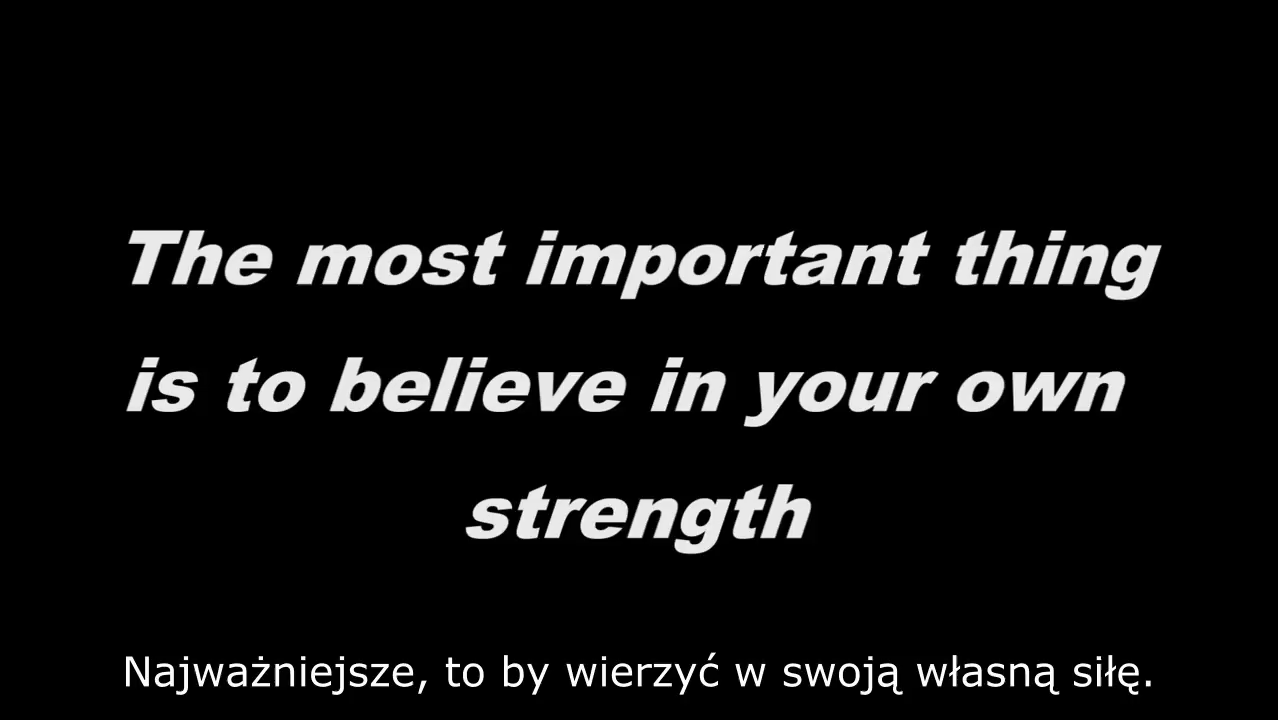 The most important thing
is to believe in your own
strength
Najważniejsze, to by wierzyć w swoją własną siłę.